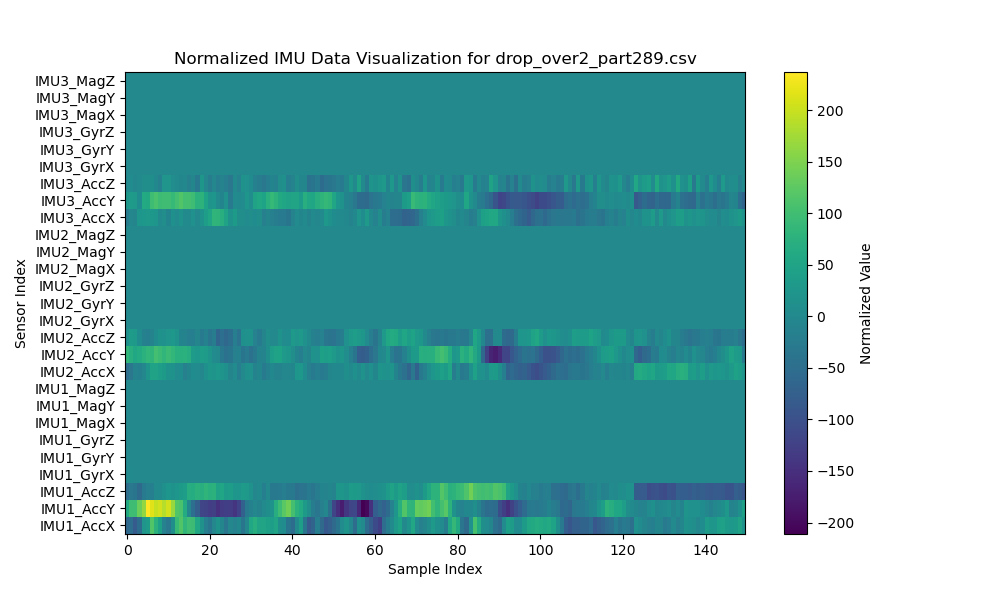 Normalized IMU Data Visualization for drop_over2_part289.csv
IMU3_MagZ
IMU3_MagY
IMU3_MagX
IMU3_GyrZ
IMU3_GyrY
IMU3_GyrX
IMU3_AccZ
IMU3_AccY
IMU3_AccX
IMU2_MagZ
IMU2_MagY
IMU2_MagX
IMU2_GyrZ
IMU2_GyrY
IMU2_GyrX
IMU2_AccZ
IMU2_AccY
IMU2_AccX
IMU1_MagZ
IMU1_MagY
IMU1_MagX
IMU1_GyrZ
IMU1_GyrY
IMU1_GyrX
IMU1_AccZ
IMU1_AccY
IMU1_AccX
Sensor Index
0 20 40 60 80 100 120 140
Sample Index
200
150
100
50
0
−50
−100
−150
−200
Normalized Value